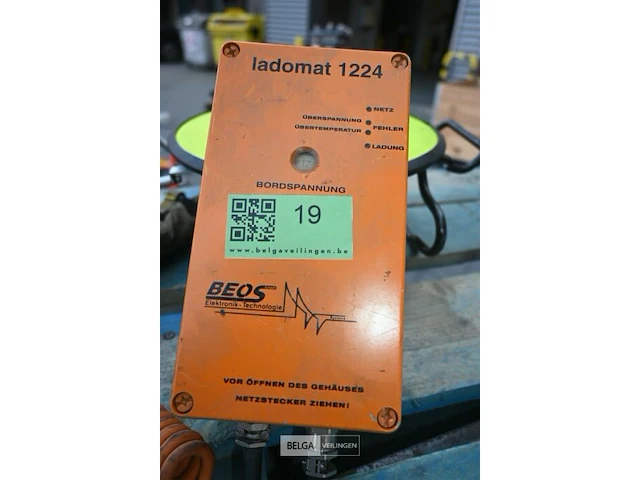 ladomat 1224
NETZ
ÜBERSPANNUNG
FEHLER
ÜBERTEMPERATUR
LADUNG
BORDSPANNUNG
19
www.belgaveilingen.be
BEOS
Elektronik-Technologie
VOR ÖFFNEN DES GEHÄUSES
NETZSTECKER ZIEHEN!
BELGA VEILINGEN